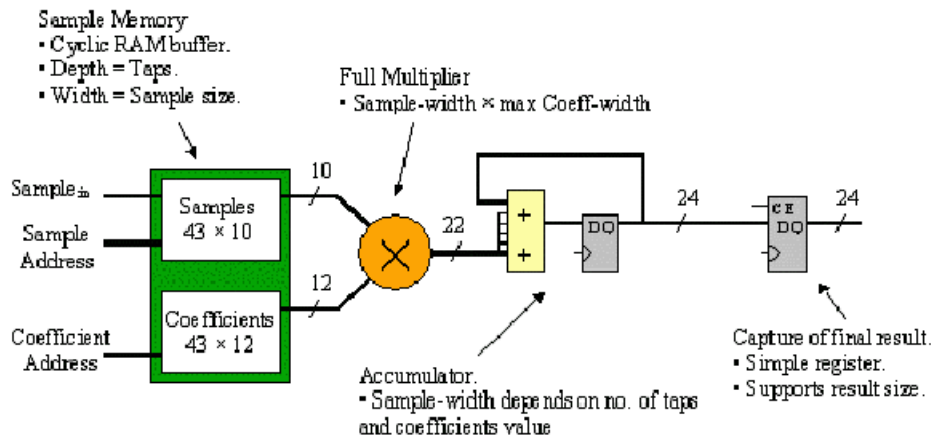 Sample Memory
▪ Cyclic RAM buffer.
▪ Depth = Taps.
▪ Width = Sample size.
Full Multiplier
▪ Sample-width × max Coeff-width
Sample in
Sample
Address
Samples
43 × 10
10
Coefficient
Address
Coefficients
43 × 12
12
22
+
+
D Q
24
CE
D Q
24
Accumulator.
▪ Sample-width depends on no. of taps
and coefficients value
Capture of final result.
▪ Simple register.
▪ Supports result size.